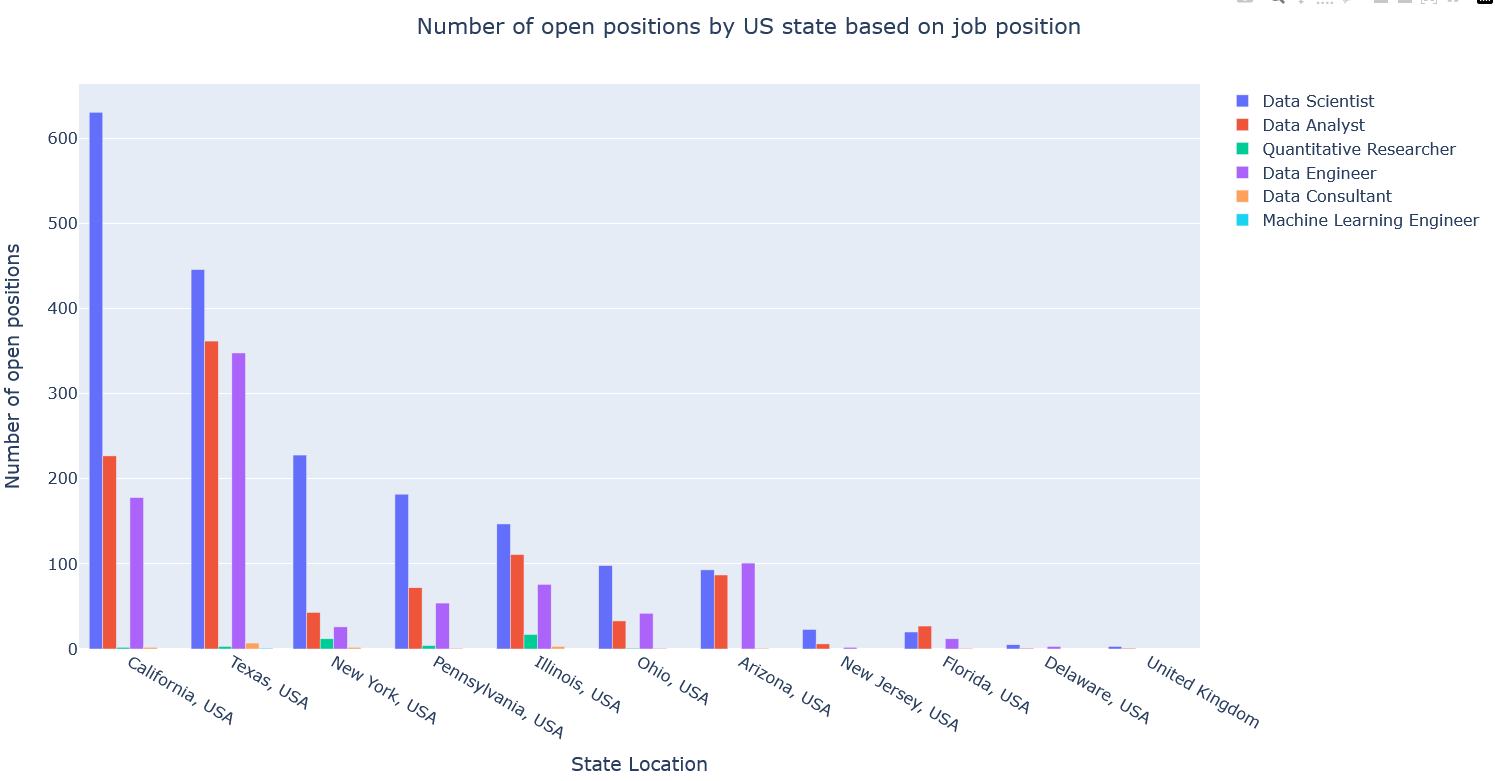 Number of open positions by US state based on job position
Number of open positions
600
500
400
300
200
100
0
Data Scientist
Data Analyst
Quantitative Researcher
Data Engineer
Data Consultant
Machine Learning Engineer
California, USA
Texas, USA
New York, USA
Pennsylvania, USA
Illinois, USA
Ohio, USA
Arizona, USA
New Jersey, USA
Florida, USA
Delaware, USA
United Kingdom
State Location